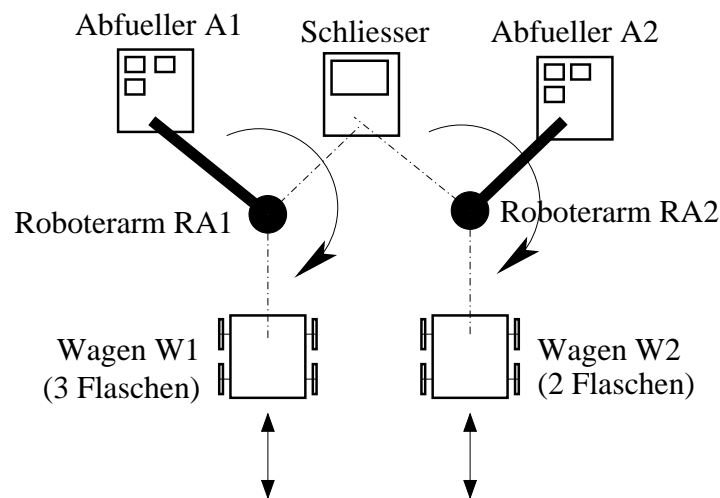 Abfueller A1
Schliesser
Abfueller A2
Roboterarm RA1
Roboterarm RA2
Wagen W1
(3 Flaschen)
Wagen W2
(2 Flaschen)